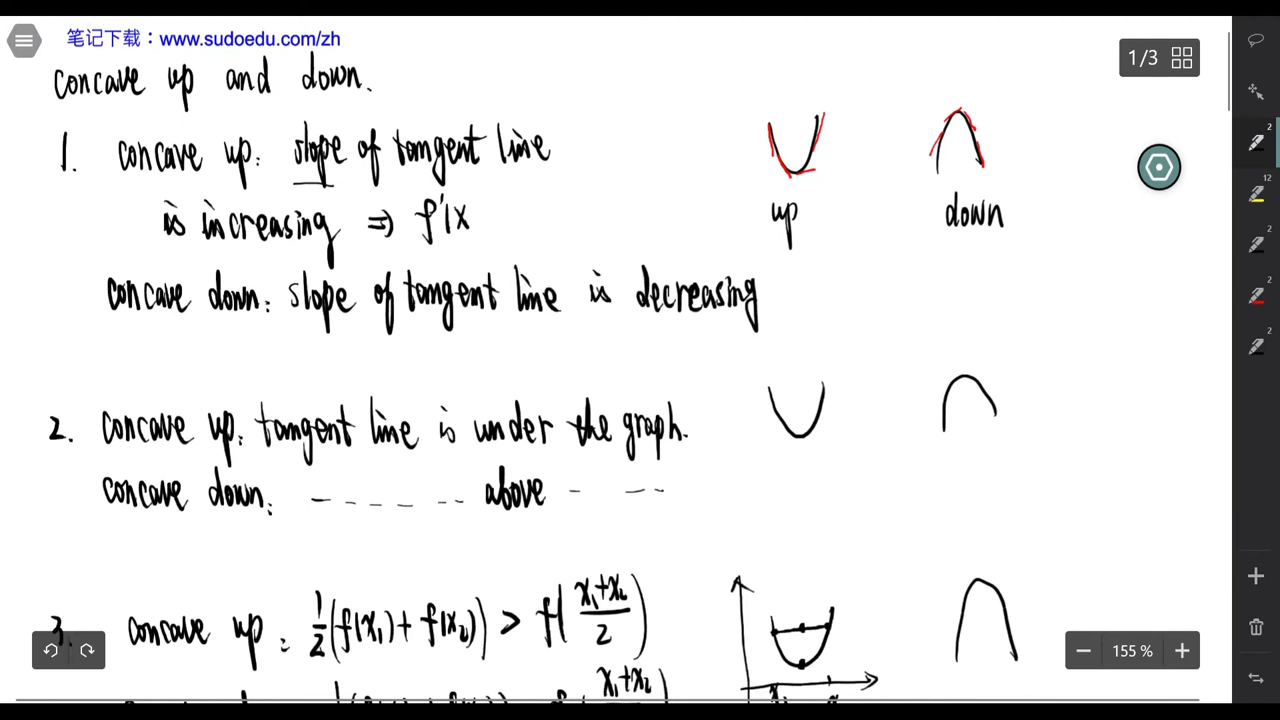 笔记下载：www.sudoedu.com/zh
1/3
concave up and down.
1. concave up: slope of tangent line
is increasing ⇒ f'(x
up
down
concave down: slope of tangent line is decreasing
2. concave up: tangent line is under the graph.
concave down: - - - - - - above - - -
3. concave up: 1/2(f(x₁)+f(x₂)) > f(x₁+x₂/2)
x₁+x₂
155 %